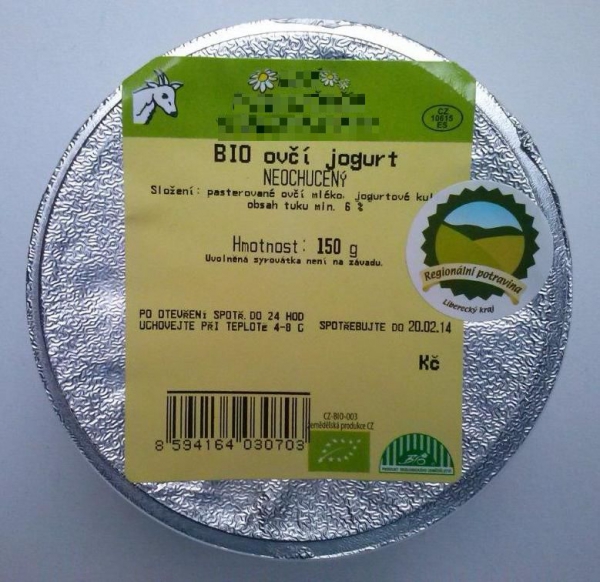 CZ
10615
ES
BIO ovčí jogurt
NEOCHUCENÝ
Složení: pasterované ovčí mléko, jogurtové
obsah tuku min. 6 %
Hmotnost: 150 g
Uvolněná syrovátka není na závadu.
Regionální potravina
Liberecký kraj
PO OTEVŘENí SPOTŘ.DO 24 HOD
UCHOVEJTE PŘI TEPLOTě 4-8 C
SPOTŘEBUJTE DO 20.02.14
Kč
CZ-BIO-003
produkce CZ
8 594164 030703